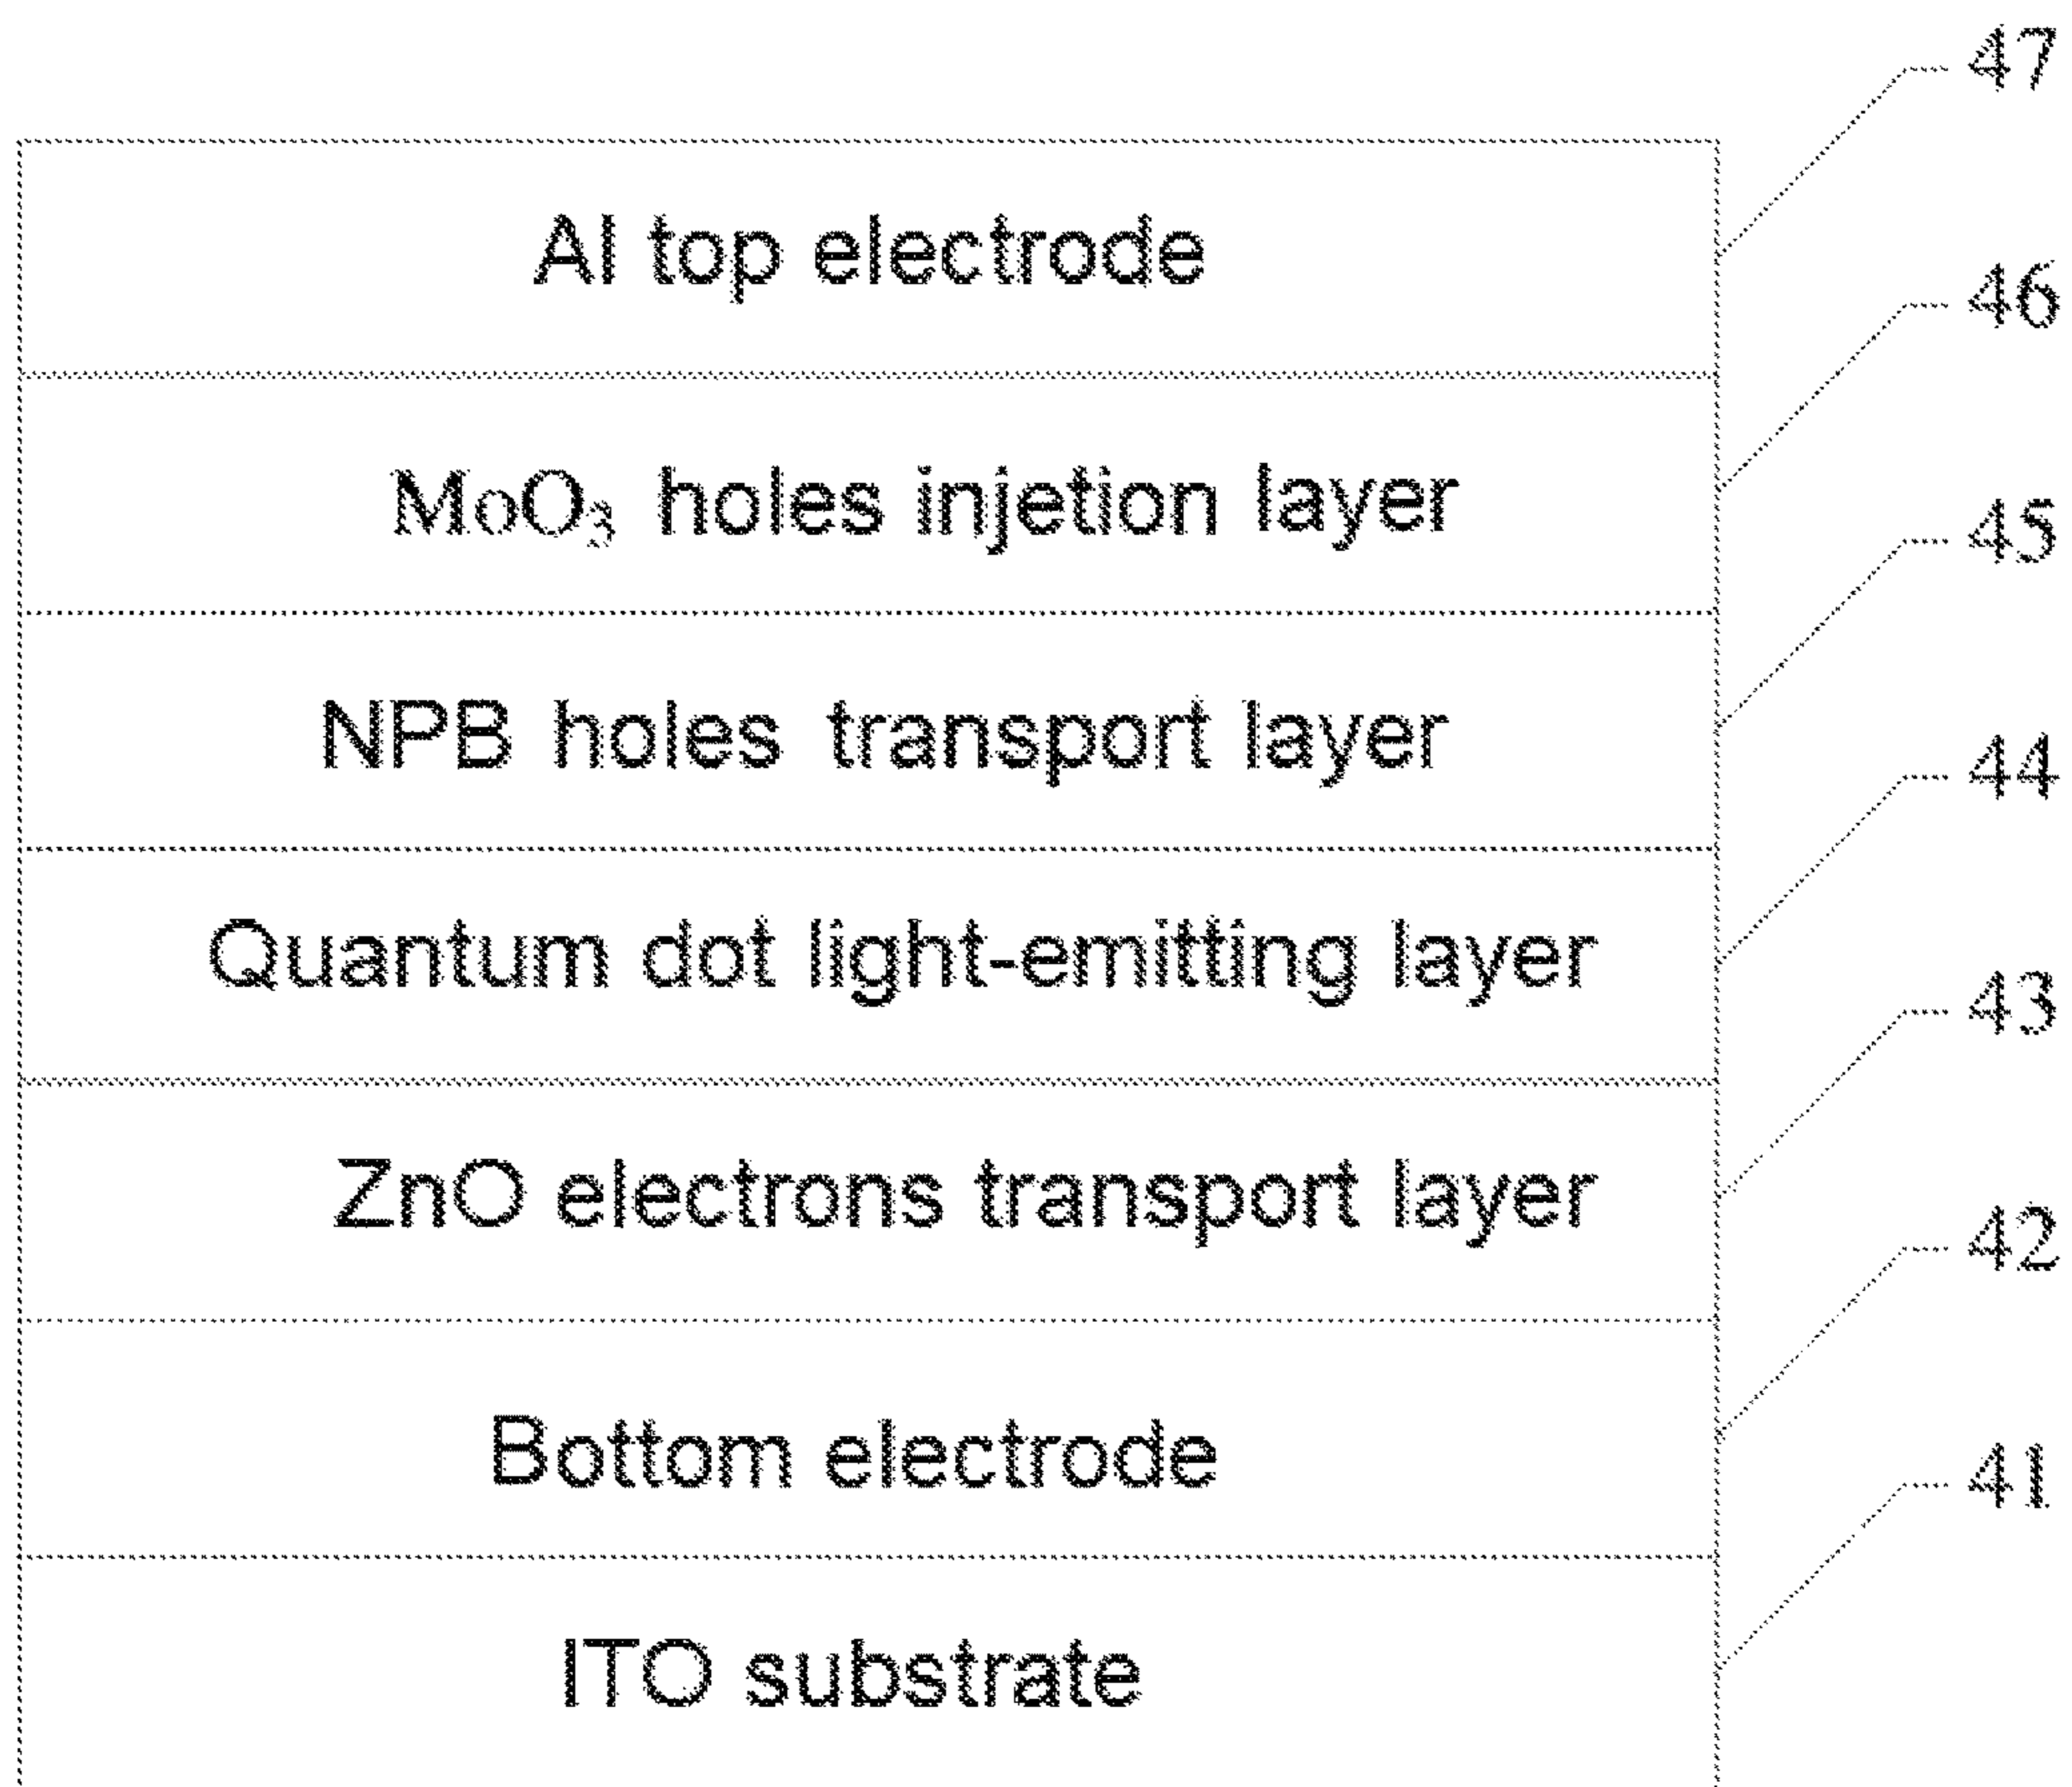 47
Al top electrode
46
MoO₃ holes injetion layer
45
NPB holes transport layer
44
Quantum dot light-emitting layer
43
ZnO electrons transport layer
42
Bottom electrode
41
ITO substrate